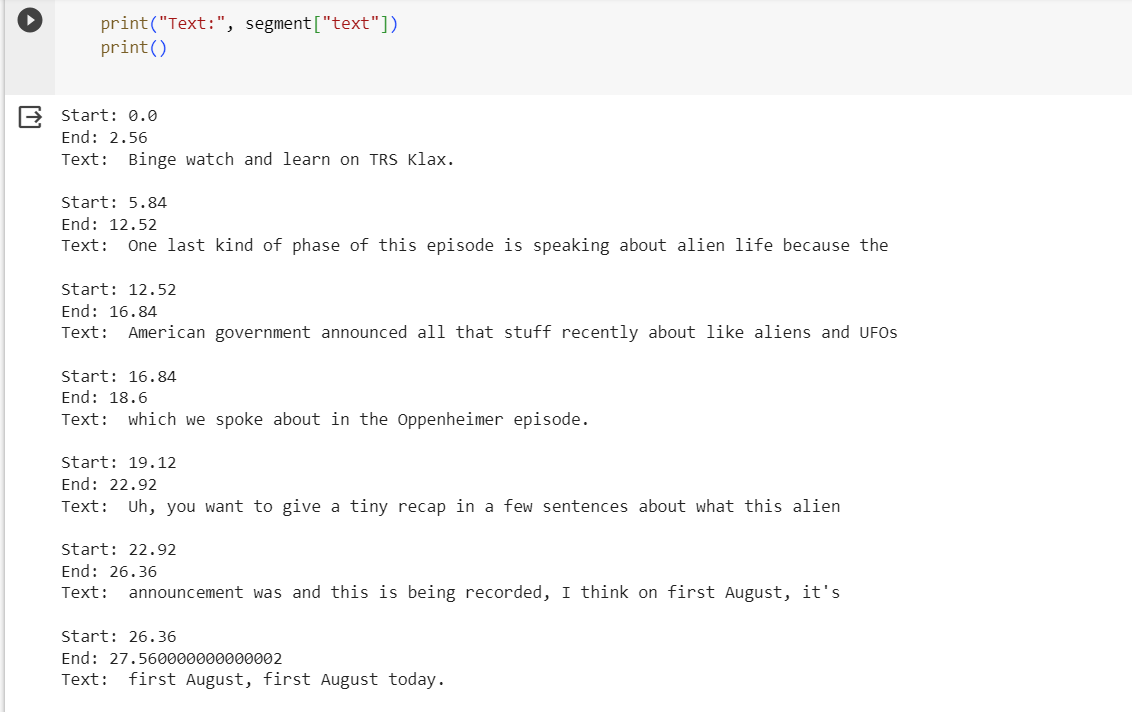 print("Text:", segment["text"])
print()
Start: 0.0
End: 2.56
Text:  Binge watch and learn on TRS Klax.
Start: 5.84
End: 12.52
Text:  One last kind of phase of this episode is speaking about alien life because the
Start: 12.52
End: 16.84
Text:  American government announced all that stuff recently about like aliens and UFOs
Start: 16.84
End: 18.6
Text:  which we spoke about in the Oppenheimer episode.
Start: 19.12
End: 22.92
Text:  Uh, you want to give a tiny recap in a few sentences about what this alien
Start: 22.92
End: 26.36
Text:  announcement was and this is being recorded, I think on first August, it's
Start: 26.36
End: 27.560000000000002
Text:  first August, first August today.